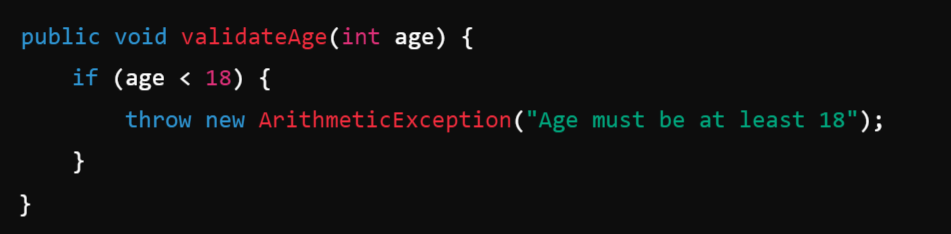 public void validateAge(int age) {
    if (age < 18) {
        throw new ArithmeticException("Age must be at least 18");
    }
}